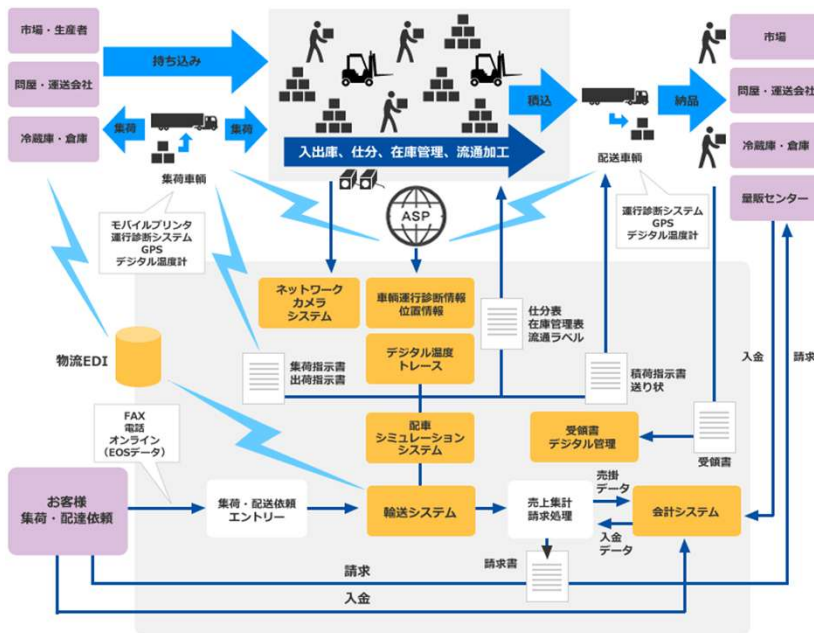 市場・生産者
問屋・運送会社
冷蔵庫・倉庫
持ち込み
集荷
集荷
集荷車輌
入出庫、仕分、在庫管理、流通加工
積込
配送車輌
納品
市場
問屋・運送会社
冷蔵庫・倉庫
量販センター
モバイルプリンタ
運行診断システム
GPS
デジタル温度計
ASP
運行診断システム
GPS
デジタル温度計
ネットワーク
カメラ
システム
車輌運行診断情報
位置情報
デジタル温度
トレース
仕分表
在庫管理表
流通ラベル
物流EDI
集荷指示書
出荷指示書
積荷指示書
送り状
入金
請求
FAX
電話
オンライン
（EOSデータ）
配車
シミュレーション
システム
受領書
デジタル管理
受領書
お客様
集荷・配達依頼
集荷・配送依頼
エントリー
輸送システム
売上集計
請求処理
売掛
データ
入金
データ
会計システム
請求書
請求
入金